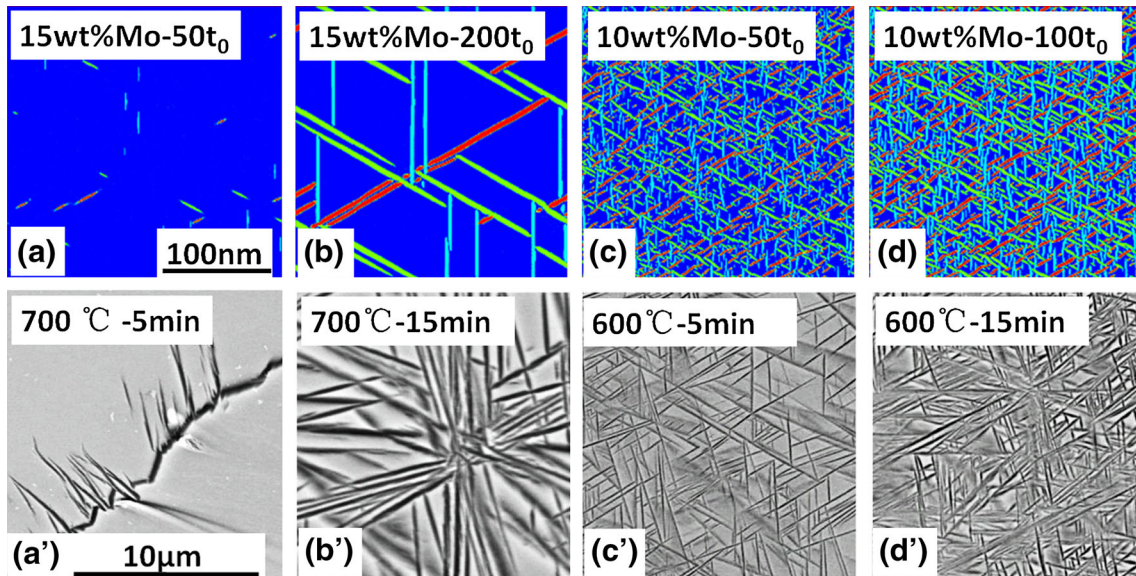 15wt%Mo-50t₀
15wt%Mo-200t₀
10wt%Mo-50t₀
10wt%Mo-100t₀
(a)
100nm
(b)
(c)
(d)
700 ℃ -5min
700℃-15min
600℃-5min
600℃-15min
(a’)
10μm
(b’)
(c’)
(d’)